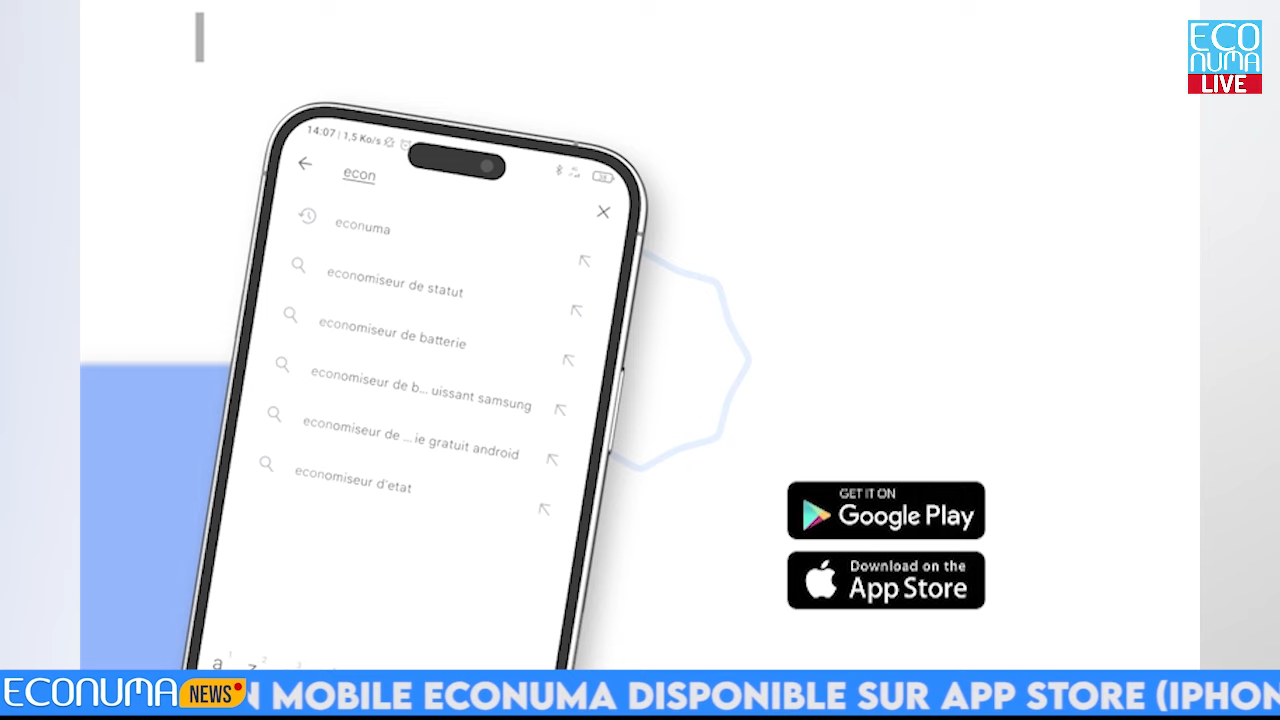 ECO
NUMA
LIVE
14:07 | 1,5 Ko/s
econ
econuma
economiseur de statut
economiseur de batterie
economiseur de b... uissant samsung
economiseur de ...ie gratuit android
economiseur d'etat
GET IT ON
Google Play
Download on the
App Store
a
ECONUMA NEWS
N MOBILE ECONUMA DISPONIBLE SUR APP STORE (IPHON